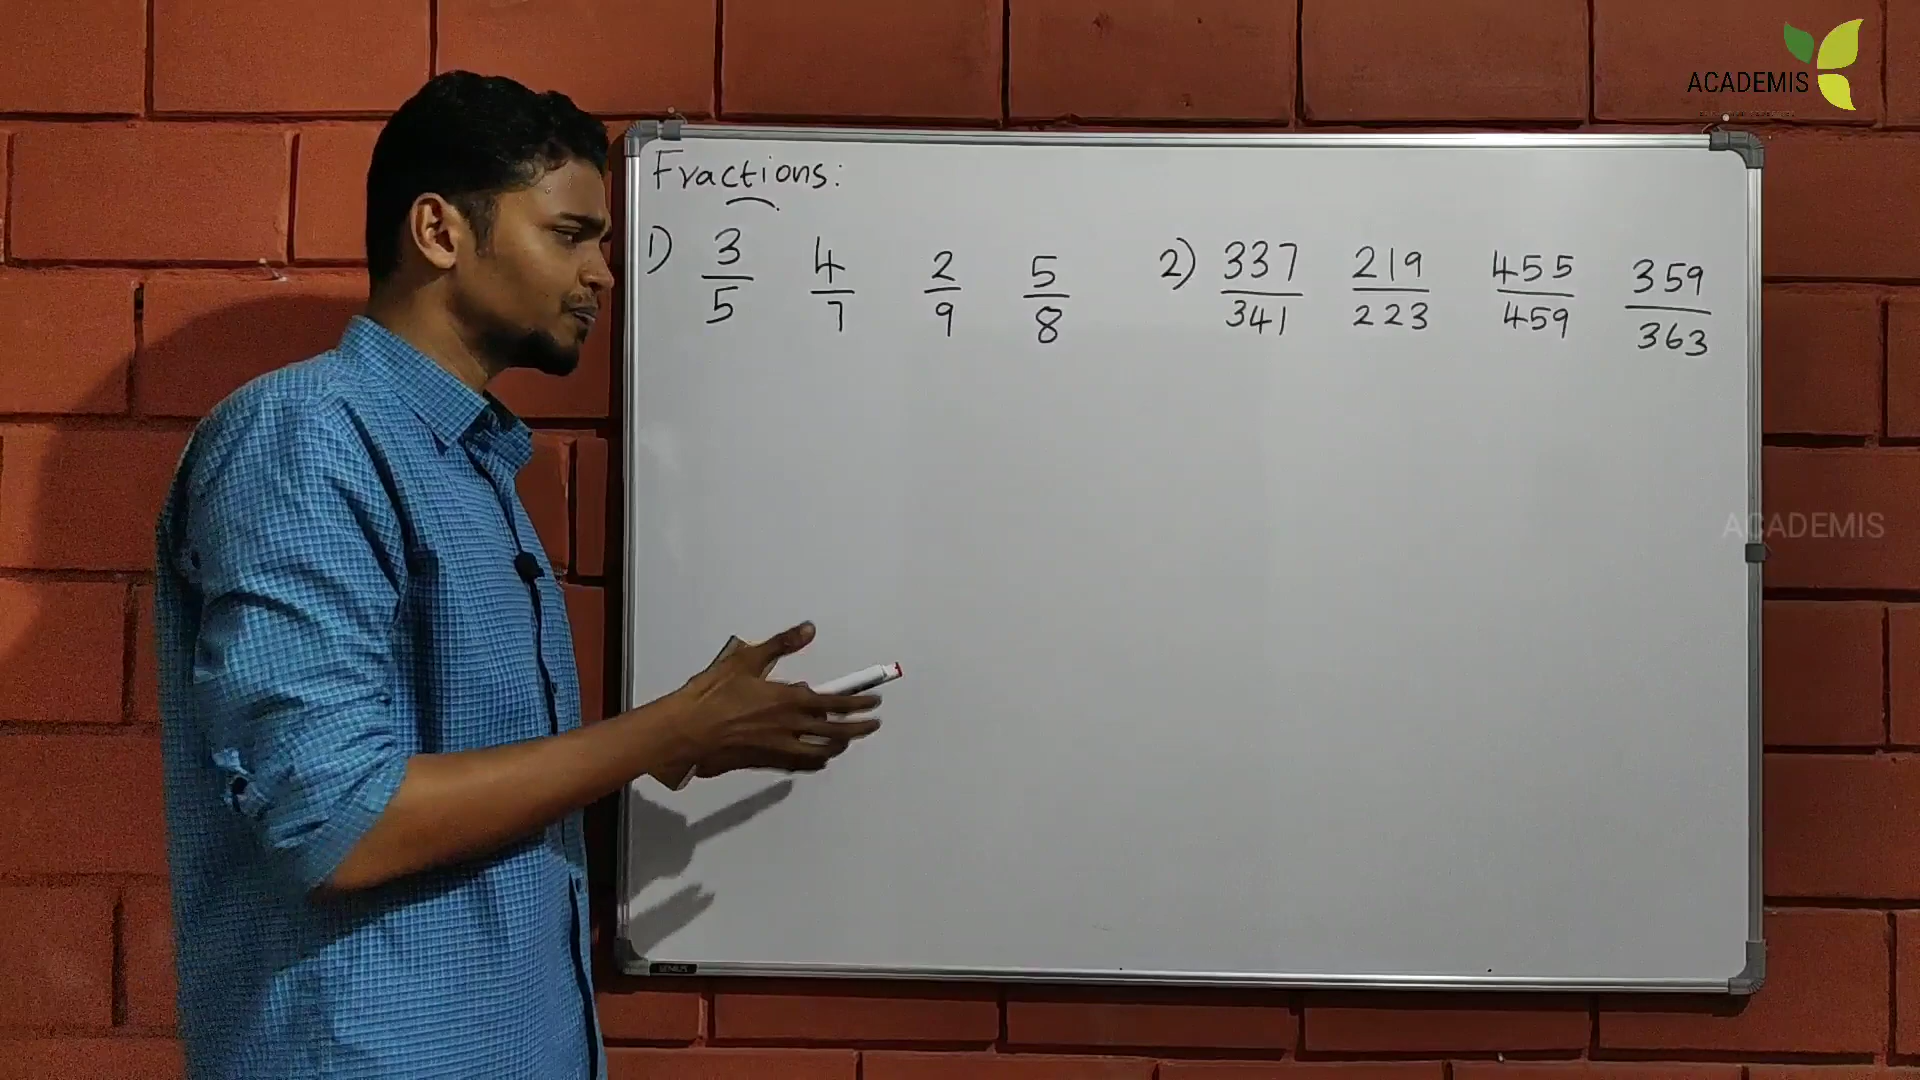 ACADEMIS
Fractions:
1) 3/5 4/7 2/9 5/8
2) 337/341 219/223 455/459 359/363
ACADEMIS
GENIUS